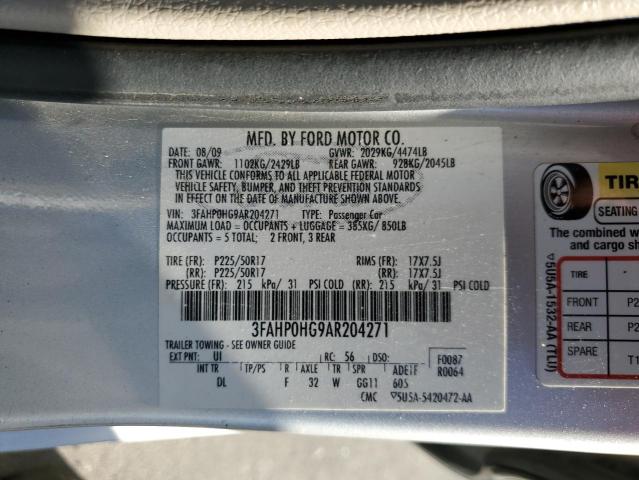 MFD. BY FORD MOTOR CO.
DATE: 08/09 GVWR: 2029KG/4474LB
FRONT GAWR: 1102KG/2429LB REAR GAWR: 928KG/2045LB
THIS VEHICLE CONFORMS TO ALL APPLICABLE FEDERAL MOTOR
VEHICLE SAFETY, BUMPER, AND THEFT PREVENTION STANDARDS
IN EFFECT ON THE DATE OF MANUFACTURE SHOWN ABOVE.
VIN: 3FAHP0HG9AR204271 TYPE: Passenger Car
MAXIMUM LOAD = OCCUPANTS + LUGGAGE = 385KG/ 850LB
OCCUPANTS = 5 TOTAL; 2 FRONT, 3 REAR
TIRE (FR): P225/50R17 RIMS (FR): 17X7.5J
(RR): P225/50R17 (RR): 17X7.5J
PRESSURE (FR): 215 kPa/ 31 PSI COLD (RR): 215 kPa/ 31 PSI COLD
3FAHP0HG9AR204271
TRAILER TOWING - SEE OWNER GUIDE
EXT PNT: UI RC: 56 DSO: F0087
INT TR TP/PS R AXLE TR SPR ADETF R0064
DL F 32 W GG11 605
CMC 5U5A-5420472-AA
TIR
SEATING
The combined w
and cargo sh
TIRE
FRONT P2
REAR P2
SPARE T1
5U5A-1532-AA (TLU)